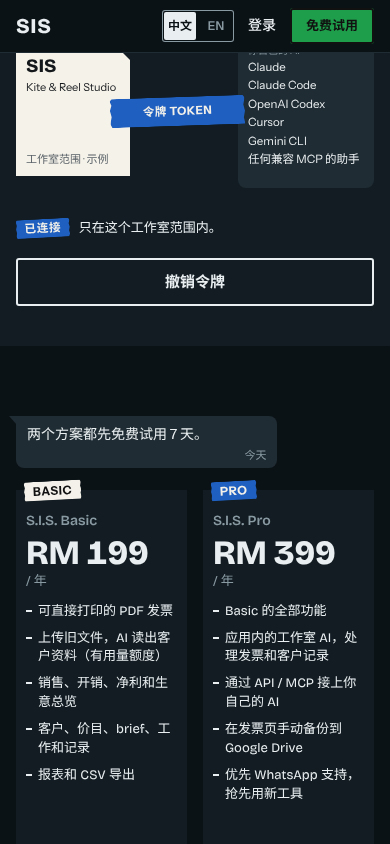 SIS
中文
EN
登录
免费试用
SIS
Kite & Reel Studio
工作室范围 · 示例
令牌 TOKEN
Claude
Claude Code
OpenAI Codex
Cursor
Gemini CLI
任何兼容 MCP 的助手
已连接
只在这个工作室范围内。
撤销令牌
两个方案都先免费试用 7 天。
今天
BASIC
S.I.S. Basic
RM 199
/ 年
可直接打印的 PDF 发票
上传旧文件，AI 读出客
户资料（有用量额度）
销售、开销、净利和生
意总览
客户、价目、brief、工
作和记录
报表和 CSV 导出
PRO
S.I.S. Pro
RM 399
/ 年
Basic 的全部功能
应用内的工作室 AI，处
理发票和客户记录
通过 API / MCP 接上你
自己的 AI
在发票页手动备份到
Google Drive
优先 WhatsApp 支持，
抢先用新工具